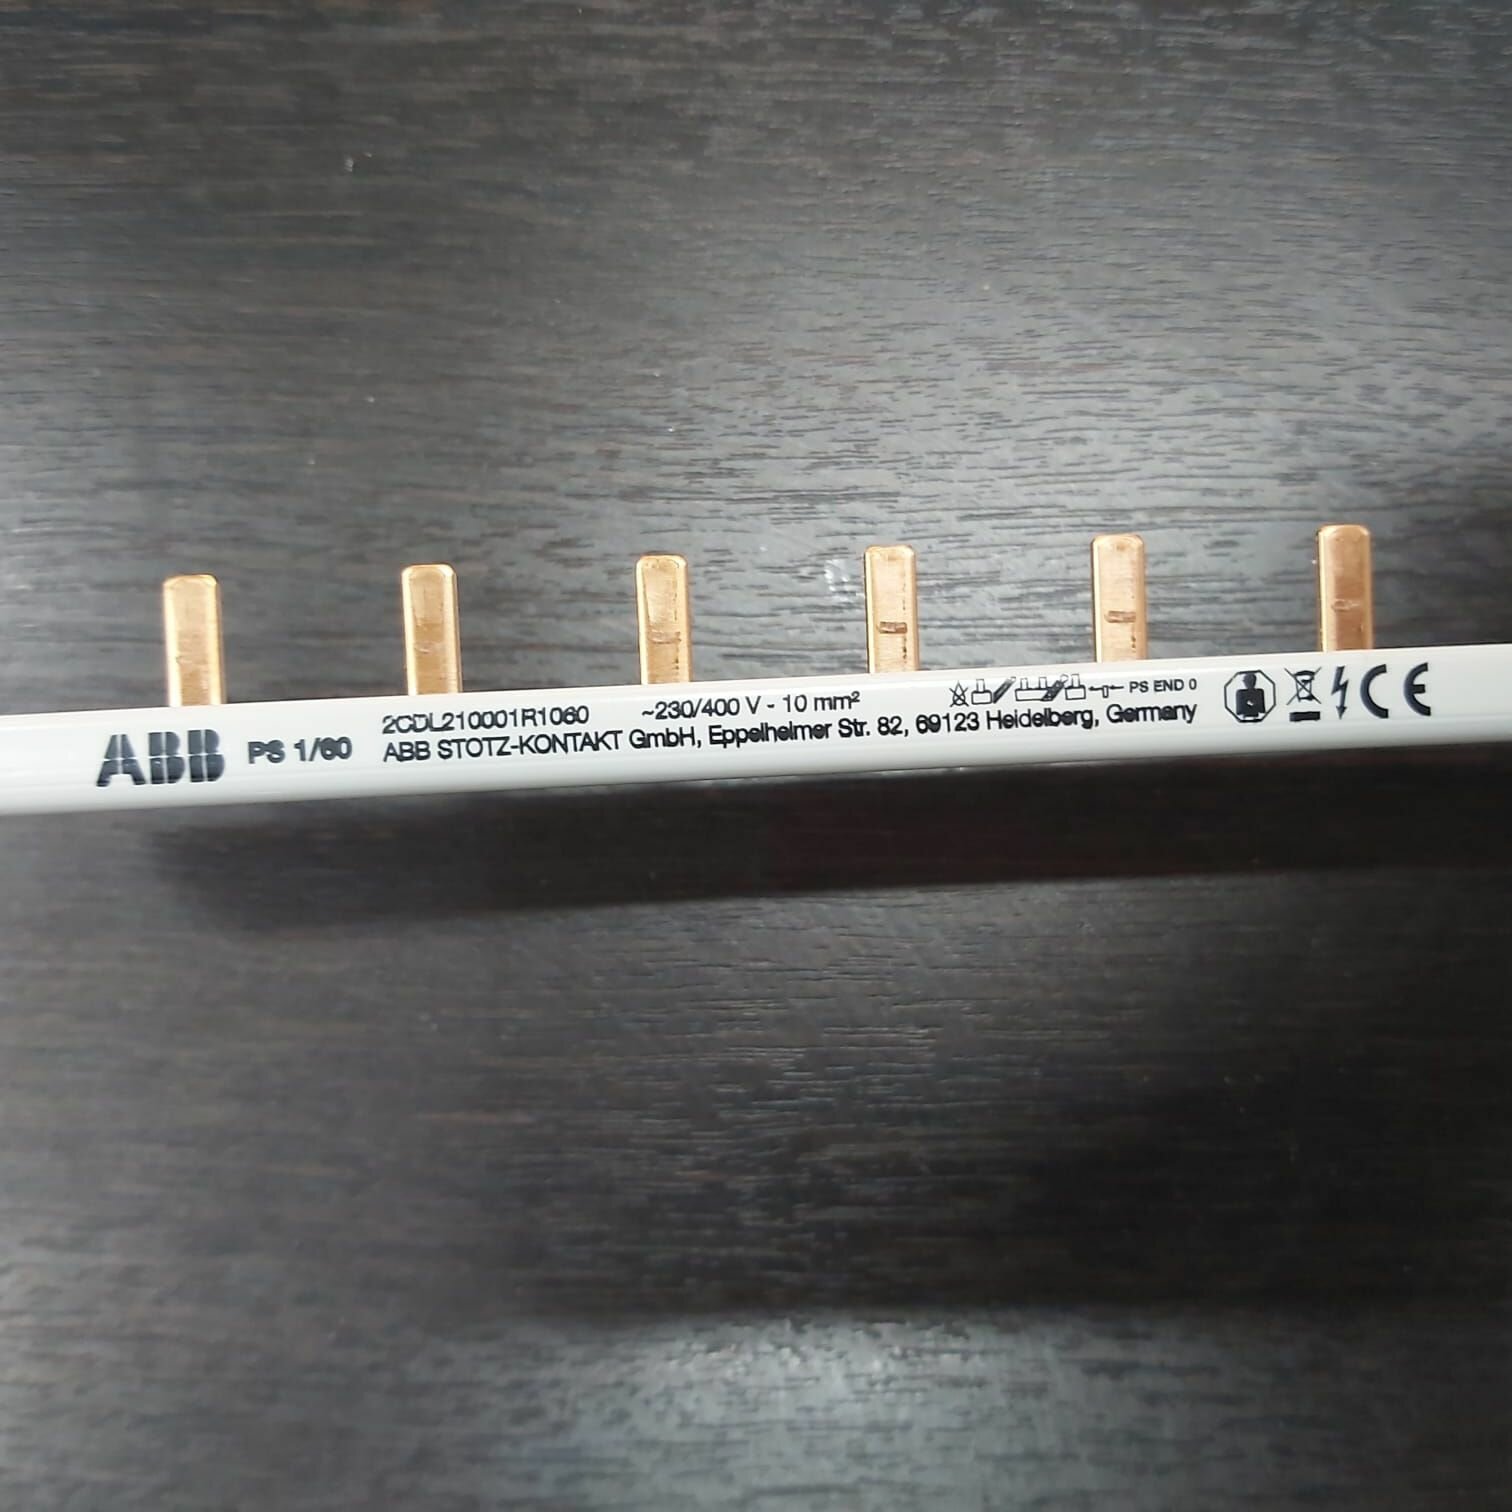 ABB PS 1/60
2CDL210001R1060 ~230/400 V - 10 mm² PS END 0
ABB STOTZ-KONTAKT GmbH, Eppelheimer Str. 82, 69123 Heidelberg, Germany
CE